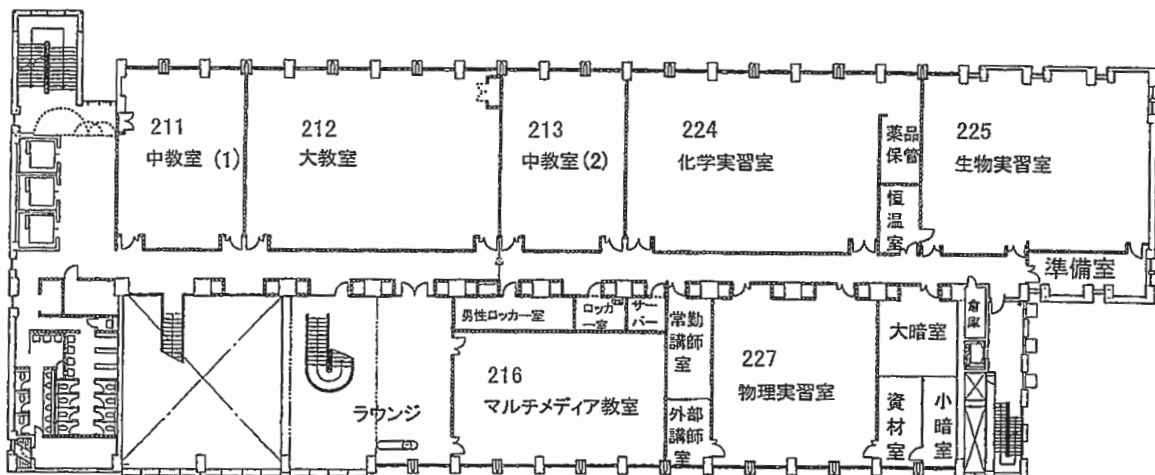 211
中教室 (1)
212
大教室
213
中教室(2)
224
化学実習室
薬品
保管
恒
温
室
225
生物実習室
準備室
男性ロッカー室
ロッカー
一室
サー
バー
常勤
講師
室
大暗室
倉
庫
216
マルチメディア教室
227
物理実習室
ラウンジ
外部
講師
室
資
材
室
小
暗
室